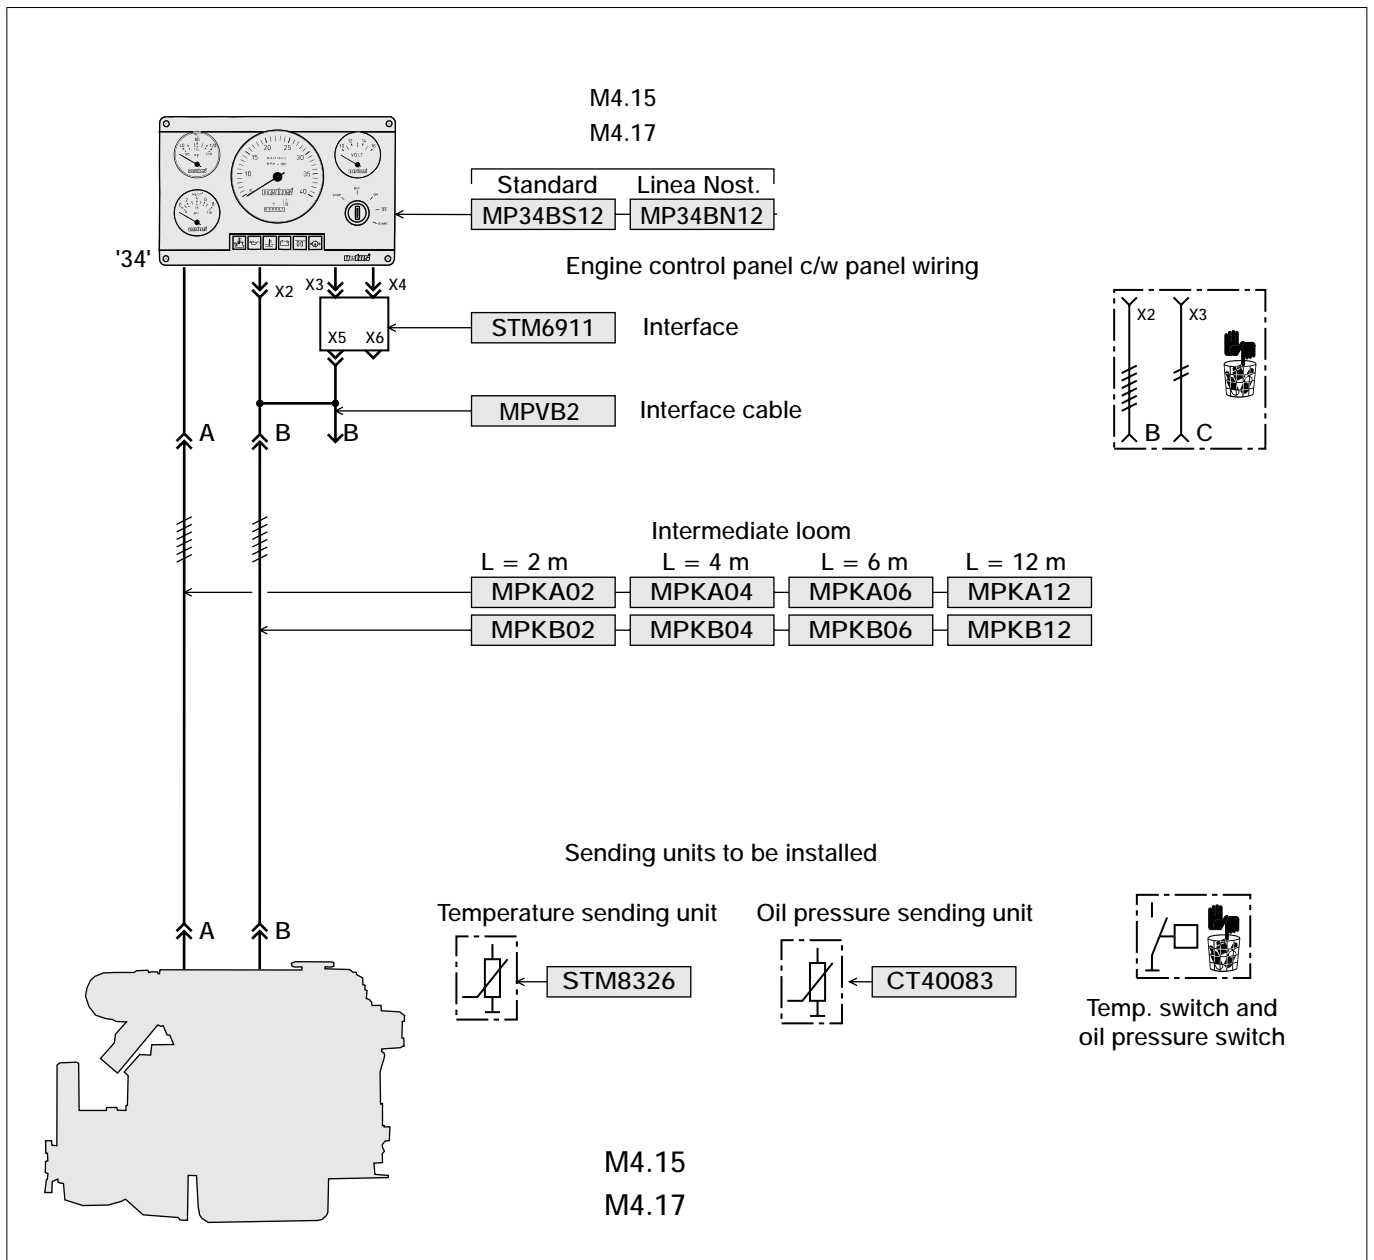 M4.15
M4.17
Standard Linea Nost.
MP34BS12 MP34BN12
'34'
Engine control panel c/w panel wiring
X2 X3 X4
X2 X3
STM6911 Interface
X5 X6
MPVB2 Interface cable
A B B
B C
Intermediate loom
L = 2 m L = 4 m L = 6 m L = 12 m
MPKA02 MPKA04 MPKA06 MPKA12
MPKB02 MPKB04 MPKB06 MPKB12
Sending units to be installed
Temperature sending unit Oil pressure sending unit
A B
STM8326 CT40083
Temp. switch and
oil pressure switch
M4.15
M4.17